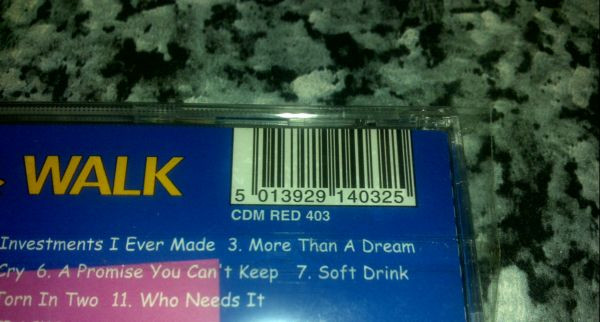 WALK
5 013929 140325
CDM RED 403
Investments I Ever Made 3. More Than A Dream
Cry 6. A Promise You Can't Keep 7. Soft Drink
Torn In Two 11. Who Needs It